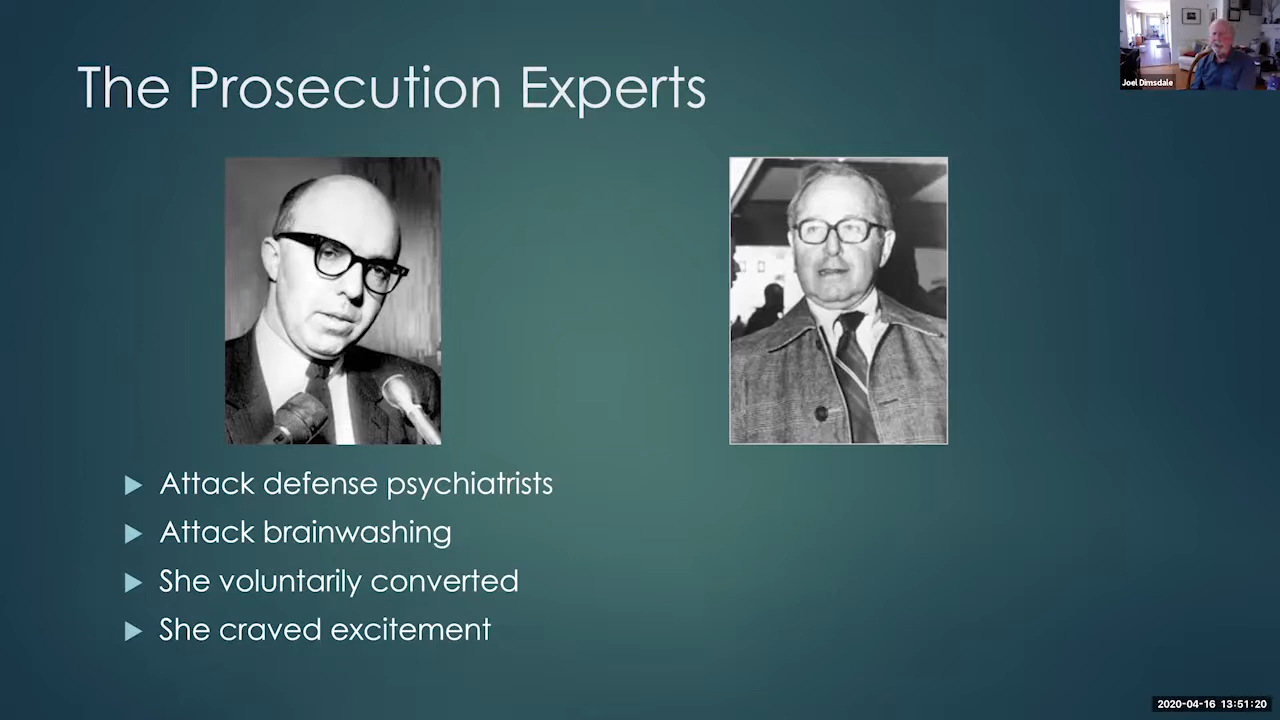 The Prosecution Experts
Joel Dimsdale
Attack defense psychiatrists
Attack brainwashing
She voluntarily converted
She craved excitement
2020-04-16 13:51:20